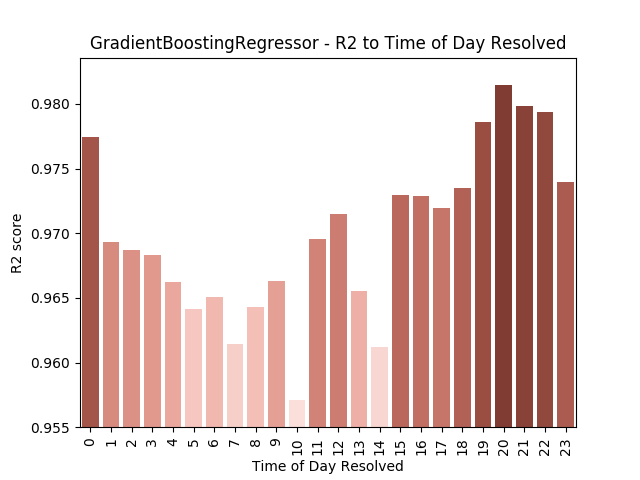 GradientBoostingRegressor - R2 to Time of Day Resolved
0.980
0.975
0.970
0.965
0.960
0.955
R2 score
0 1 2 3 4 5 6 7 8 9 10 11 12 13 14 15 16 17 18 19 20 21 22 23
Time of Day Resolved